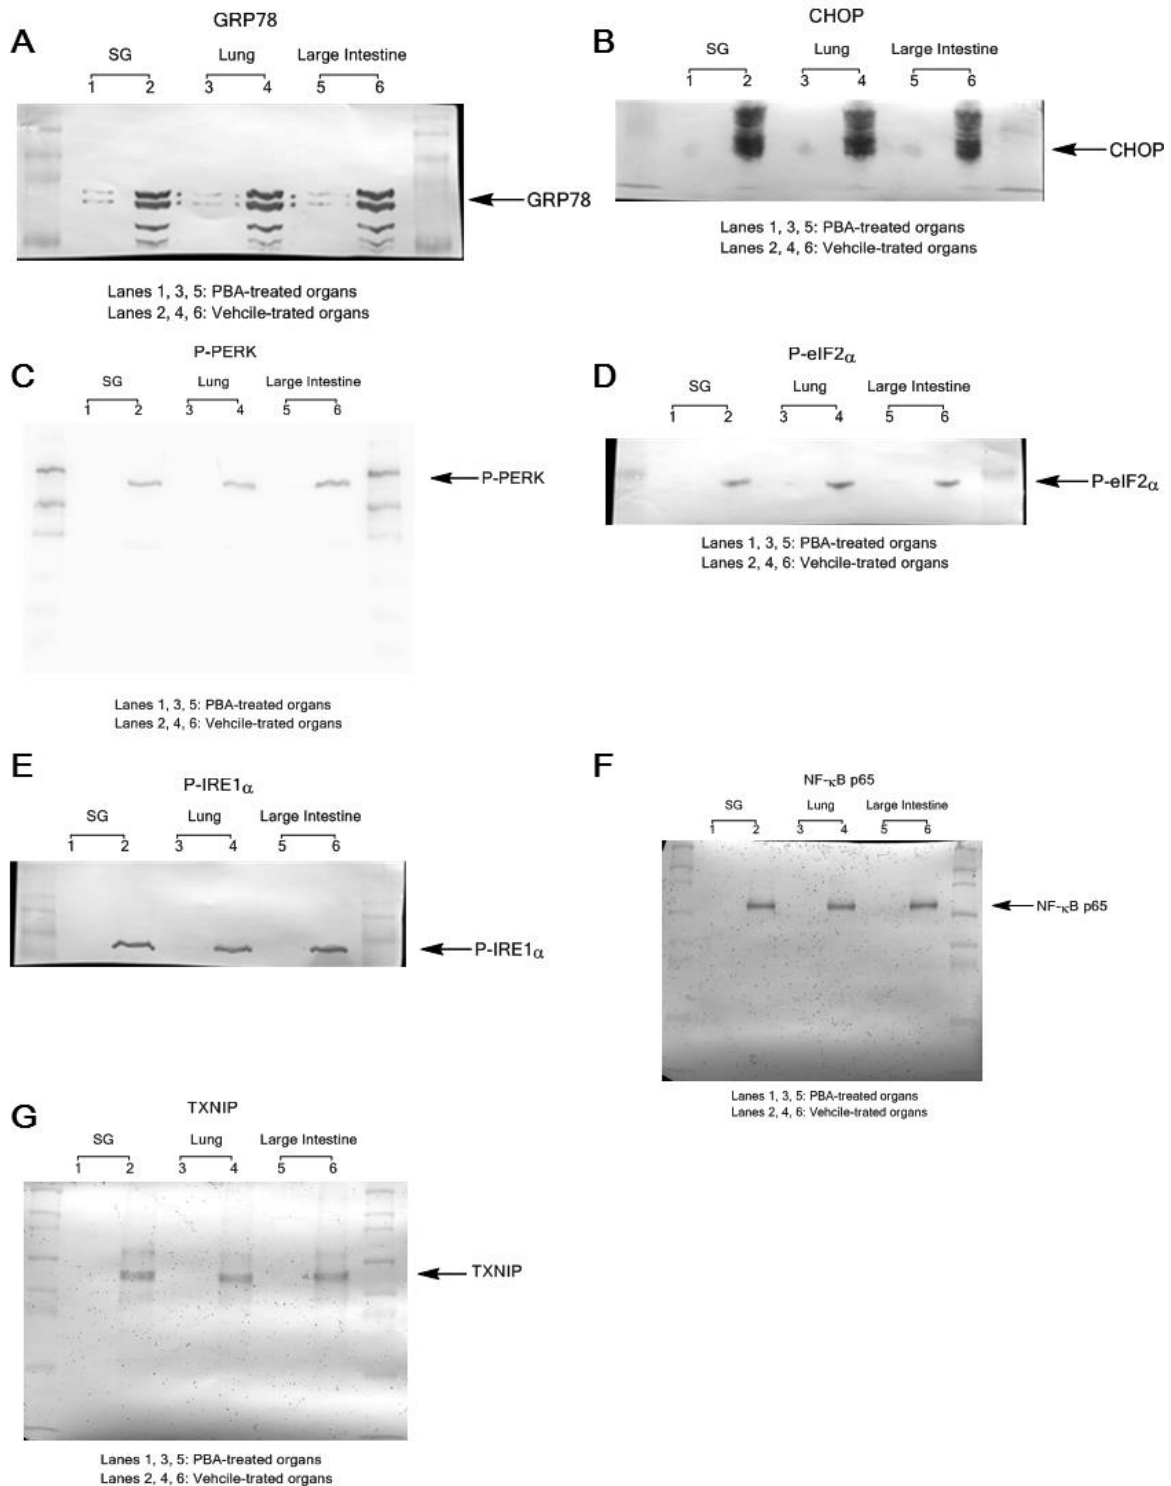 A
GRP78
SG Lung Large Intestine
1 2 3 4 5 6
GRP78
Lanes 1, 3, 5: PBA-treated organs
Lanes 2, 4, 6: Vehcile-trated organs
B
CHOP
SG Lung Large Intestine
1 2 3 4 5 6
CHOP
Lanes 1, 3, 5: PBA-treated organs
Lanes 2, 4, 6: Vehcile-trated organs
C
P-PERK
SG Lung Large Intestine
1 2 3 4 5 6
P-PERK
Lanes 1, 3, 5: PBA-treated organs
Lanes 2, 4, 6: Vehcile-trated organs
D
P-eIF2α
SG Lung Large Intestine
1 2 3 4 5 6
P-eIF2α
Lanes 1, 3, 5: PBA-treated organs
Lanes 2, 4, 6: Vehcile-trated organs
E
P-IRE1α
SG Lung Large Intestine
1 2 3 4 5 6
P-IRE1α
F
NF-κB p65
SG Lung Large Intestine
1 2 3 4 5 6
NF-κB p65
Lanes 1, 3, 5: PBA-treated organs
Lanes 2, 4, 6: Vehcile-trated organs
G
TXNIP
SG Lung Large Intestine
1 2 3 4 5 6
TXNIP
Lanes 1, 3, 5: PBA-treated organs
Lanes 2, 4, 6: Vehcile-trated organs